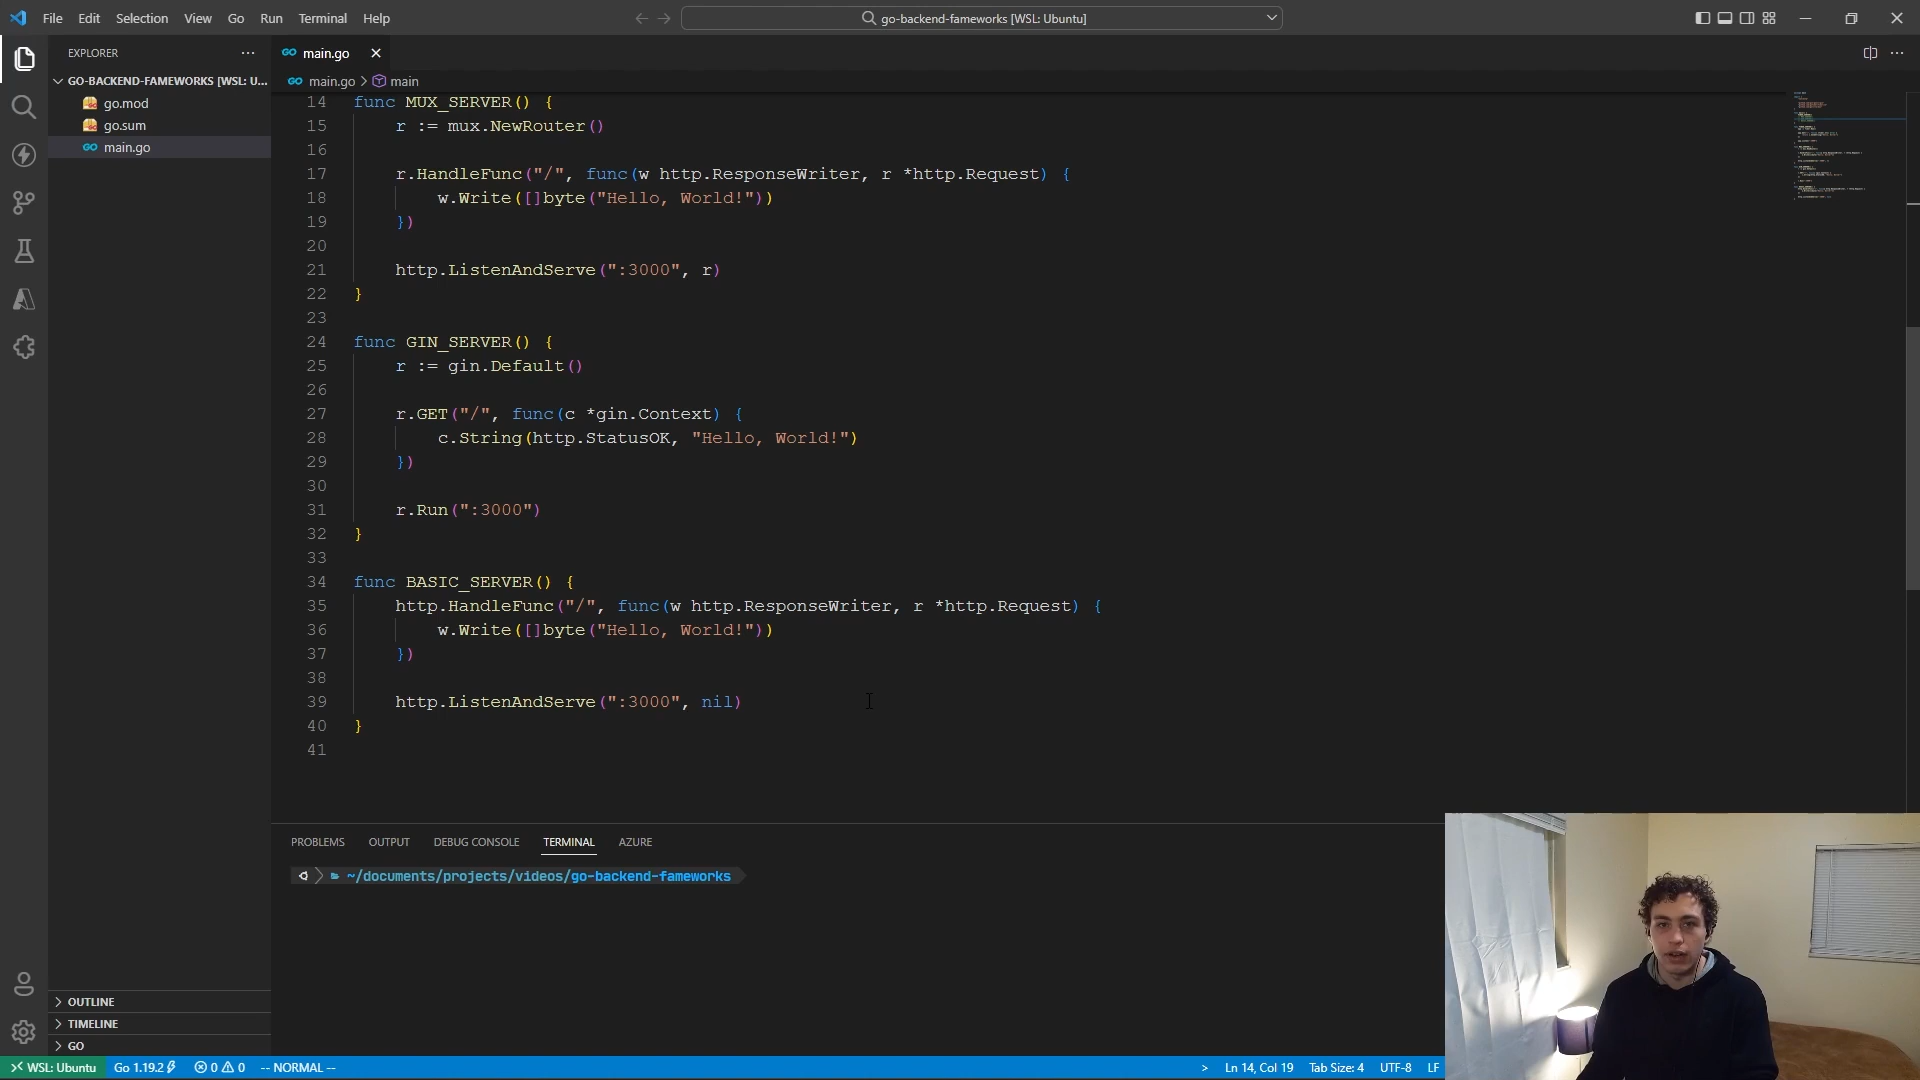 File Edit Selection View Go Run Terminal Help
go-backend-fameworks [WSL: Ubuntu]
EXPLORER
GO-BACKEND-FAMEWORKS [WSL: U...
go.mod
go.sum
main.go
main.go
main.go > main
14 func MUX_SERVER() {
15 r := mux.NewRouter()
16
17 r.HandleFunc("/", func(w http.ResponseWriter, r *http.Request) {
18 w.Write([]byte("Hello, World!"))
19 })
20
21 http.ListenAndServe(":3000", r)
22 }
23
24 func GIN_SERVER() {
25 r := gin.Default()
26
27 r.GET("/", func(c *gin.Context) {
28 c.String(http.StatusOK, "Hello, World!")
29 })
30
31 r.Run(":3000")
32 }
33
34 func BASIC_SERVER() {
35 http.HandleFunc("/", func(w http.ResponseWriter, r *http.Request) {
36 w.Write([]byte("Hello, World!"))
37 })
38
39 http.ListenAndServe(":3000", nil)
40 }
41
PROBLEMS OUTPUT DEBUG CONSOLE TERMINAL AZURE
~/documents/projects/videos/go-backend-fameworks
OUTLINE
TIMELINE
GO
WSL: Ubuntu Go 1.19.2 0 0 -- NORMAL -- > Ln 14, Col 19 Tab Size: 4 UTF-8 LF